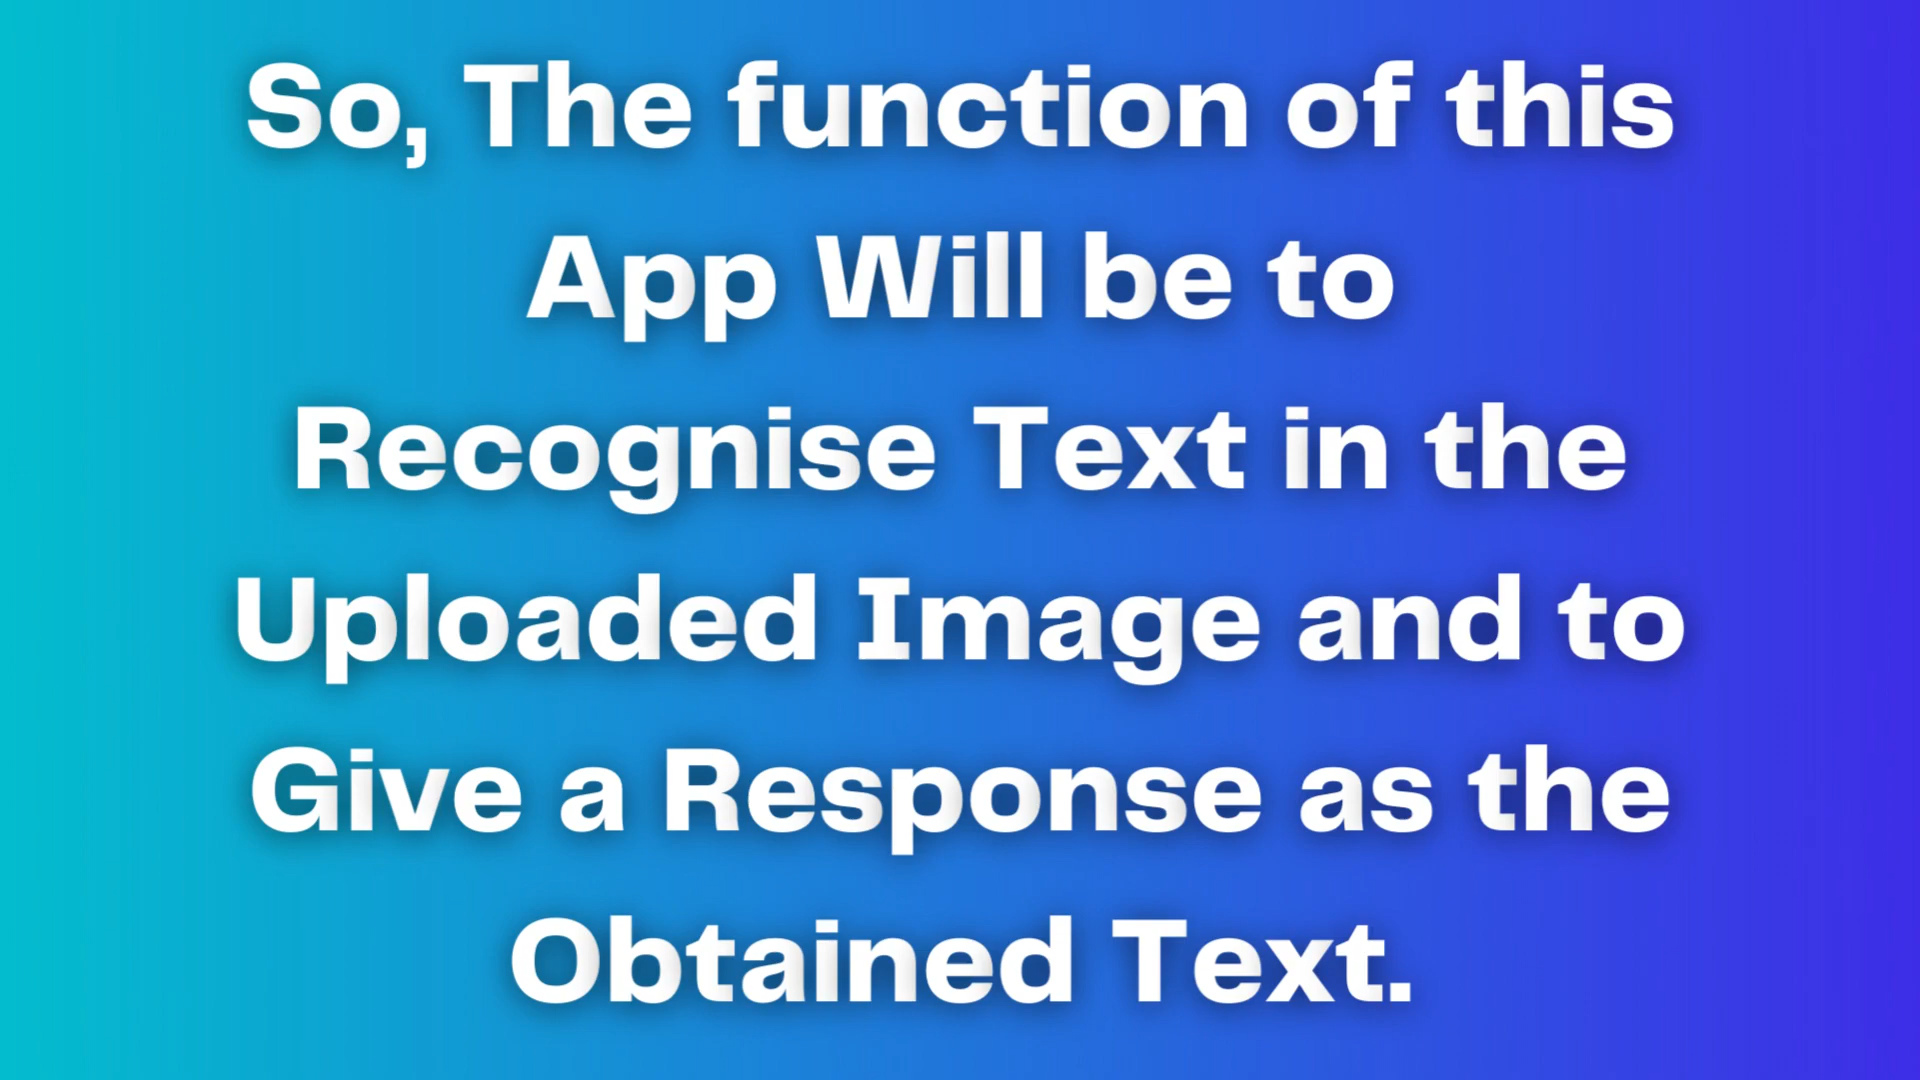 So, The function of this
App Will be to
Recognise Text in the
Uploaded Image and to
Give a Response as the
Obtained Text.